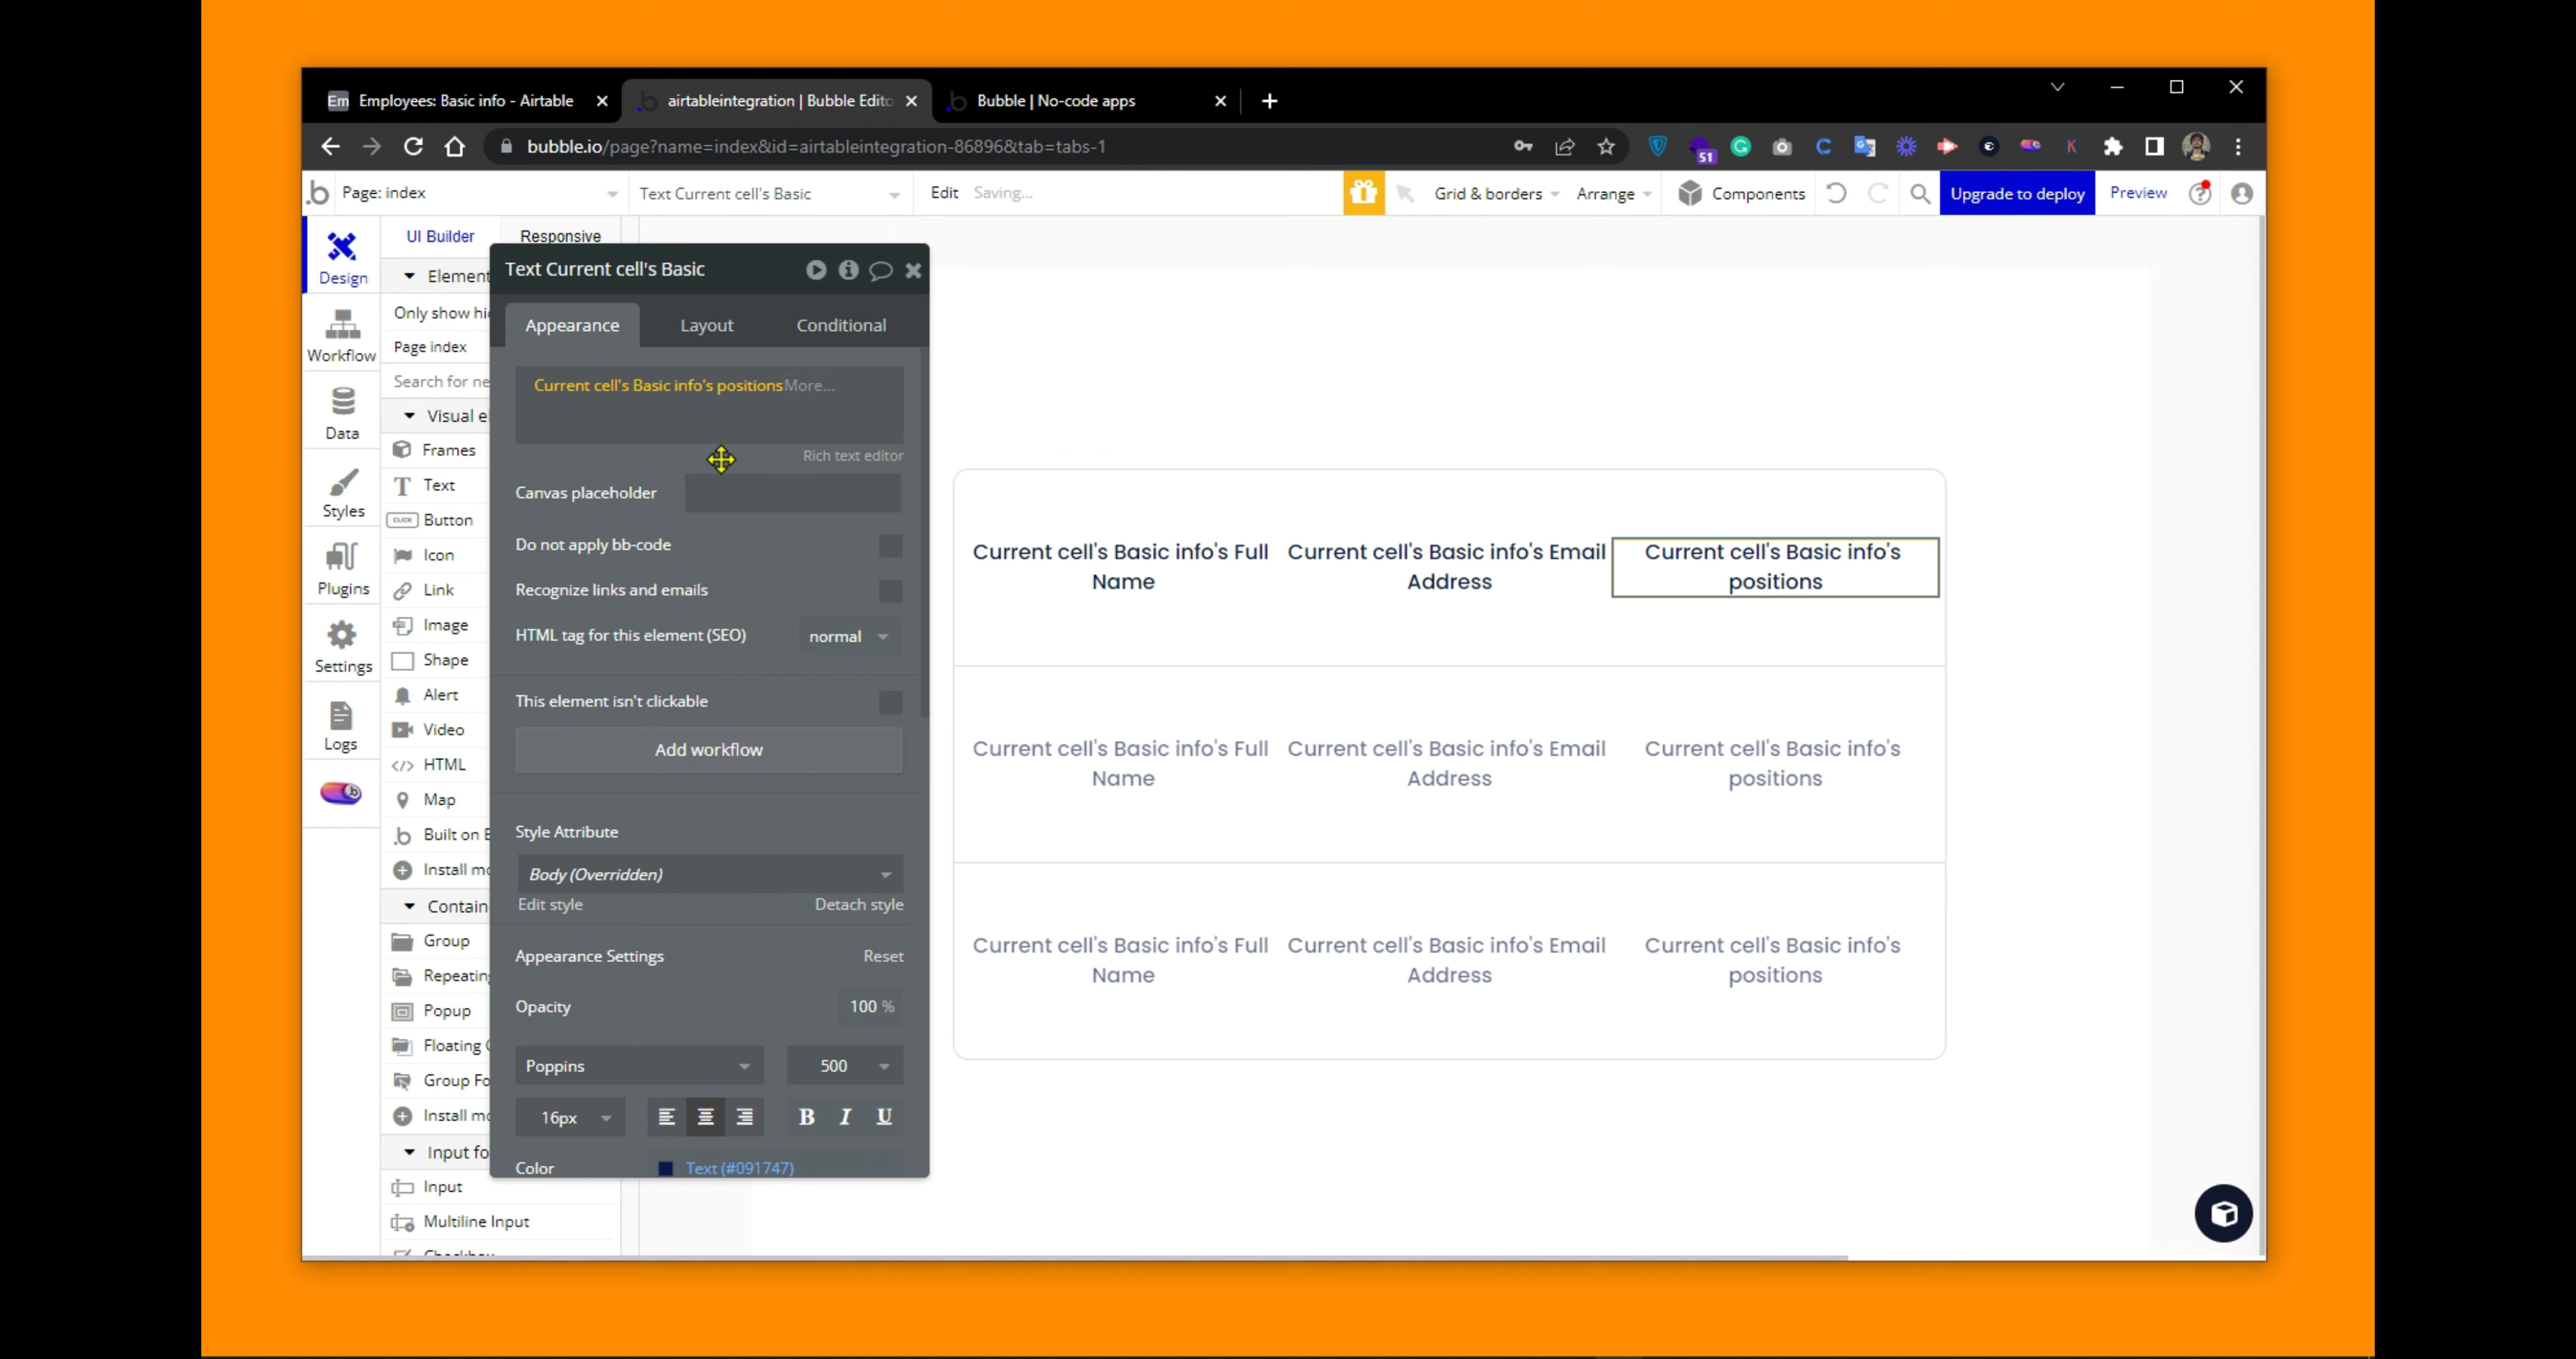 Em Employees: Basic info - Airtable
airtableintegration | Bubble Edito
Bubble | No-code apps
bubble.io/page?name=index&id=airtableintegration-86896&tab=tabs-1
51
Page: index
Text Current cell's Basic
Edit Saving...
Grid & borders
Arrange
Components
Upgrade to deploy
Preview
Design
Workflow
Data
Styles
Plugins
Settings
Logs
UI Builder
Responsive
Element
Only show hi
Page index
Search for ne
Visual e
Frames
Text
CLICK Button
Icon
Link
Image
Shape
Alert
Video
</> HTML
Map
Built on
Install mo
Contain
Group
Repeating
Popup
Floating
Group Fo
Install mo
Input fo
Input
Multiline Input
Checkbox
Text Current cell's Basic
Appearance
Layout
Conditional
Current cell's Basic info's positionsMore...
Rich text editor
Canvas placeholder
Do not apply bb-code
Recognize links and emails
HTML tag for this element (SEO)
normal
This element isn't clickable
Add workflow
Style Attribute
Body (Overridden)
Edit style
Detach style
Appearance Settings
Reset
Opacity
100 %
Poppins
500
16px
B I U
Color
Text (#091747)
Current cell's Basic info's Full
Name
Current cell's Basic info's Email
Address
Current cell's Basic info's
positions
Current cell's Basic info's Full
Name
Current cell's Basic info's Email
Address
Current cell's Basic info's
positions
Current cell's Basic info's Full
Name
Current cell's Basic info's Email
Address
Current cell's Basic info's
positions